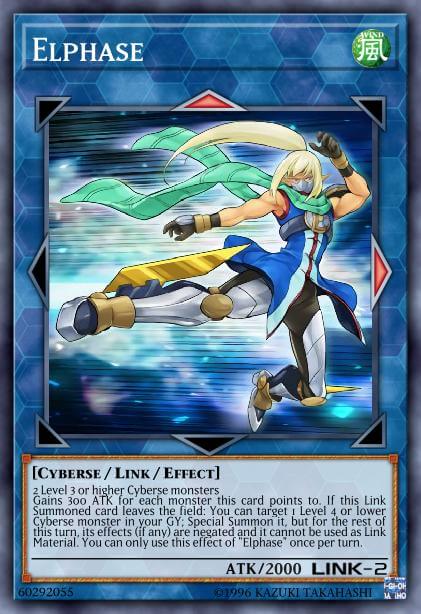 ELPHASE
WIND
風
[CYBERSE / LINK / EFFECT]
2 Level 3 or higher Cyberse monsters
Gains 300 ATK for each monster this card points to. If this Link
Summoned card leaves the field: You can target 1 Level 4 or lower
Cyberse monster in your GY; Special Summon it, but for the rest of
this turn, its effects (if any) are negated and it cannot be used as Link
Material. You can only use this effect of "Elphase" once per turn.
ATK/2000 LINK-2
60292055 ©1996 KAZUKI TAKAHASHI